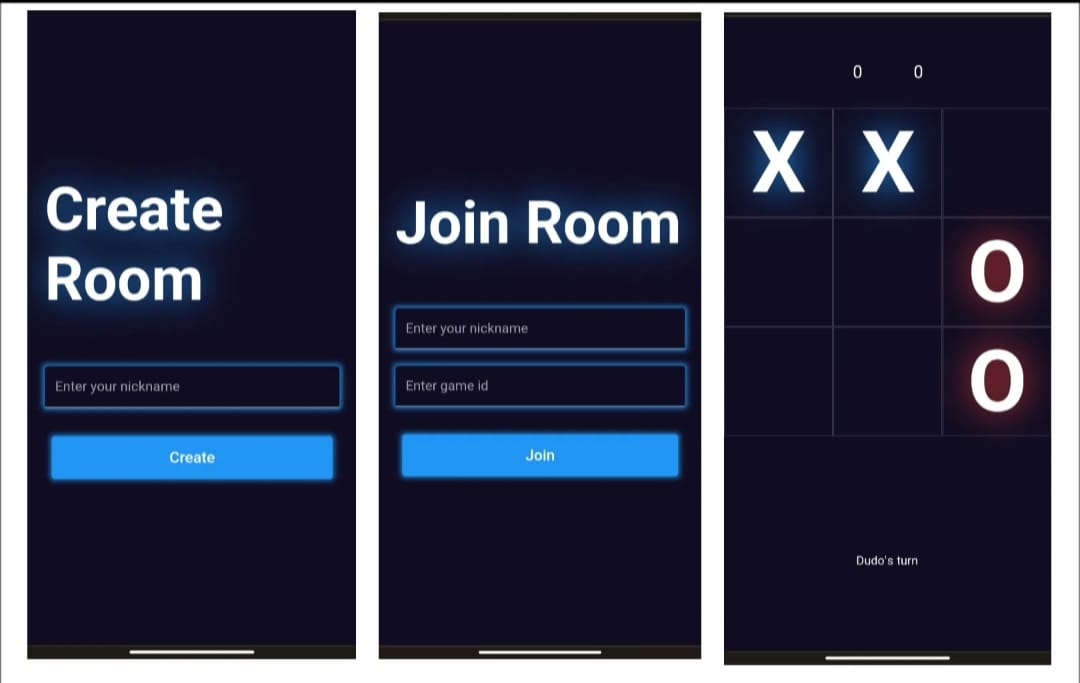 Create
Room
Enter your nickname
Create
Join Room
Enter your nickname
Enter game id
Join
0 0
X X
O
O
Dudo's turn